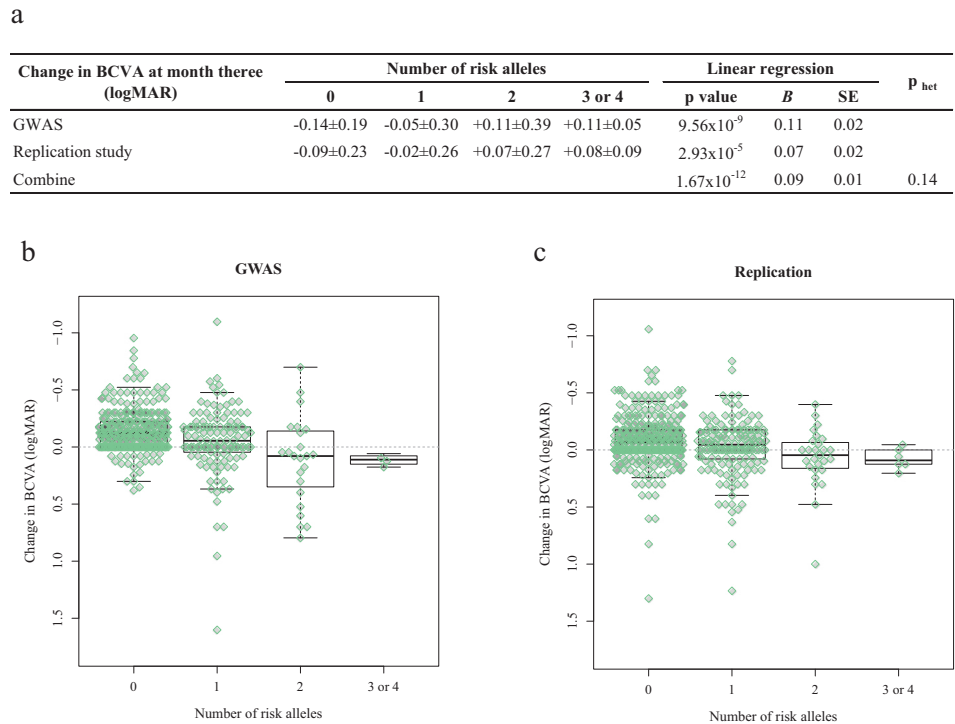 a
Change in BCVA at month theree (logMAR) Number of risk alleles Linear regression p het
0 1 2 3 or 4 p value B SE
GWAS -0.14±0.19 -0.05±0.30 +0.11±0.39 +0.11±0.05 9.56x10-9 0.11 0.02
Replication study -0.09±0.23 -0.02±0.26 +0.07±0.27 +0.08±0.09 2.93x10-5 0.07 0.02
Combine 1.67x10-12 0.09 0.01 0.14
b
GWAS
Change in BCVA (logMAR)
−1.0
−0.5
0.0
0.5
1.0
1.5
0 1 2 3 or 4
Number of risk alleles
c
Replication
Change in BCVA (logMAR)
−1.0
−0.5
0.0
0.5
1.0
1.5
0 1 2 3 or 4
Number of risk alleles